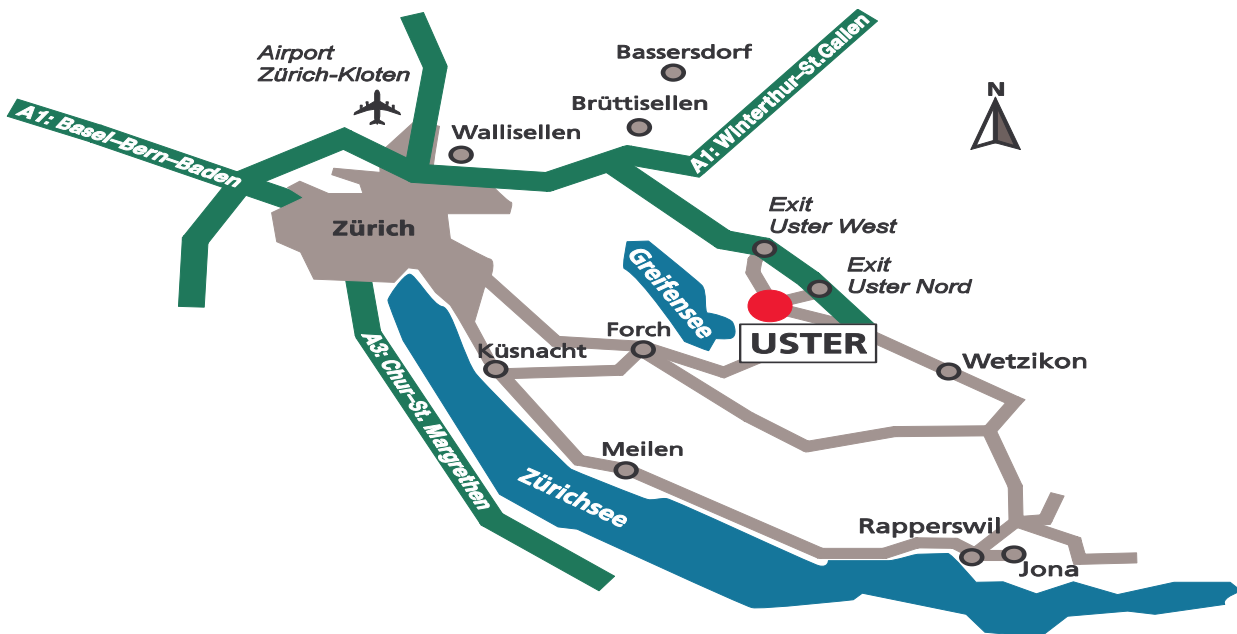 Airport
Zürich-Kloten
Bassersdorf
A1: Winterthur–St.Gallen
Brüttisellen
N
A1: Basel–Bern–Baden
Wallisellen
Zürich
Exit
Uster West
Greifensee
Exit
Uster Nord
Forch
USTER
Küsnacht
Wetzikon
A3: Chur–St. Margrethen
Meilen
Zürichsee
Rapperswil
Jona